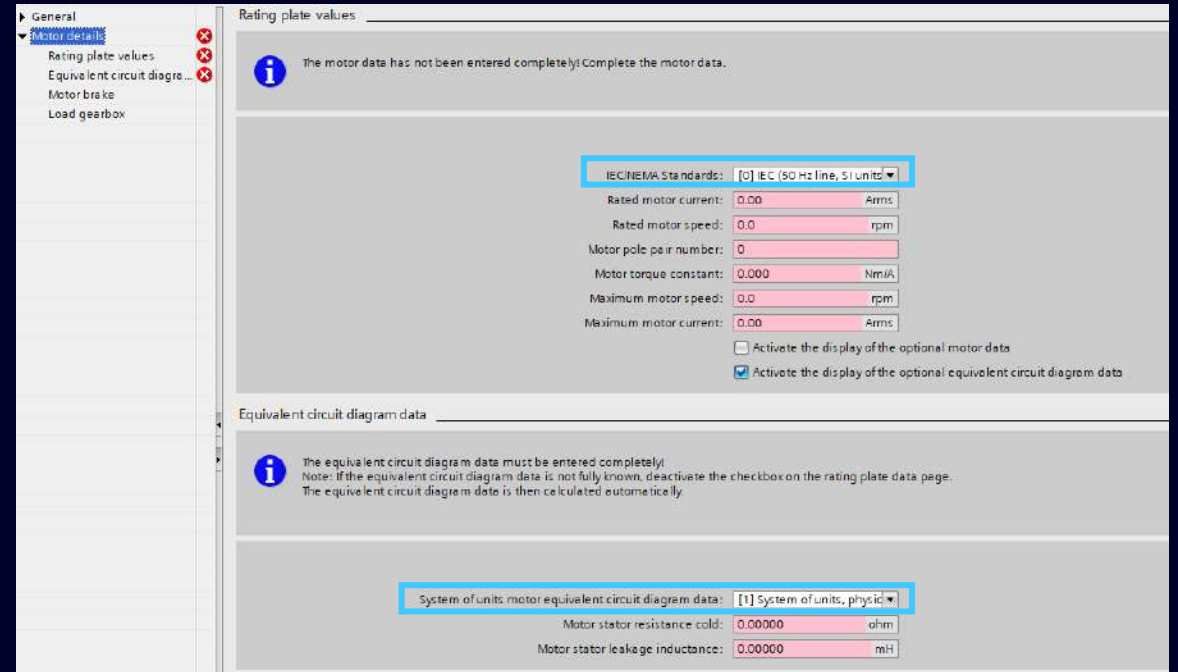 General
Motor details
Rating plate values
Equivalent circuit diagra...
Motor brake
Load gearbox
Rating plate values
The motor data has not been entered completely! Complete the motor data.
IEC/NEMA Standards: [0] IEC (50 Hz line, SI units
Rated motor current: 0.00 Arms
Rated motor speed: 0.0 rpm
Motor pole pair number: 0
Motor torque constant: 0.000 Nm/A
Maximum motor speed: 0.0 rpm
Maximum motor current: 0.00 Arms
Activate the display of the optional motor data
Activate the display of the optional equivalent circuit diagram data
Equivalent circuit diagram data
The equivalent circuit diagram data must be entered completely!
Note: If the equivalent circuit diagram data is not fully known, deactivate the checkbox on the rating plate data page.
The equivalent circuit diagram data is then calculated automatically.
System of units motor equivalent circuit diagram data: [1] System of units, physic
Motor stator resistance cold: 0.00000 ohm
Motor stator leakage inductance: 0.00000 mH